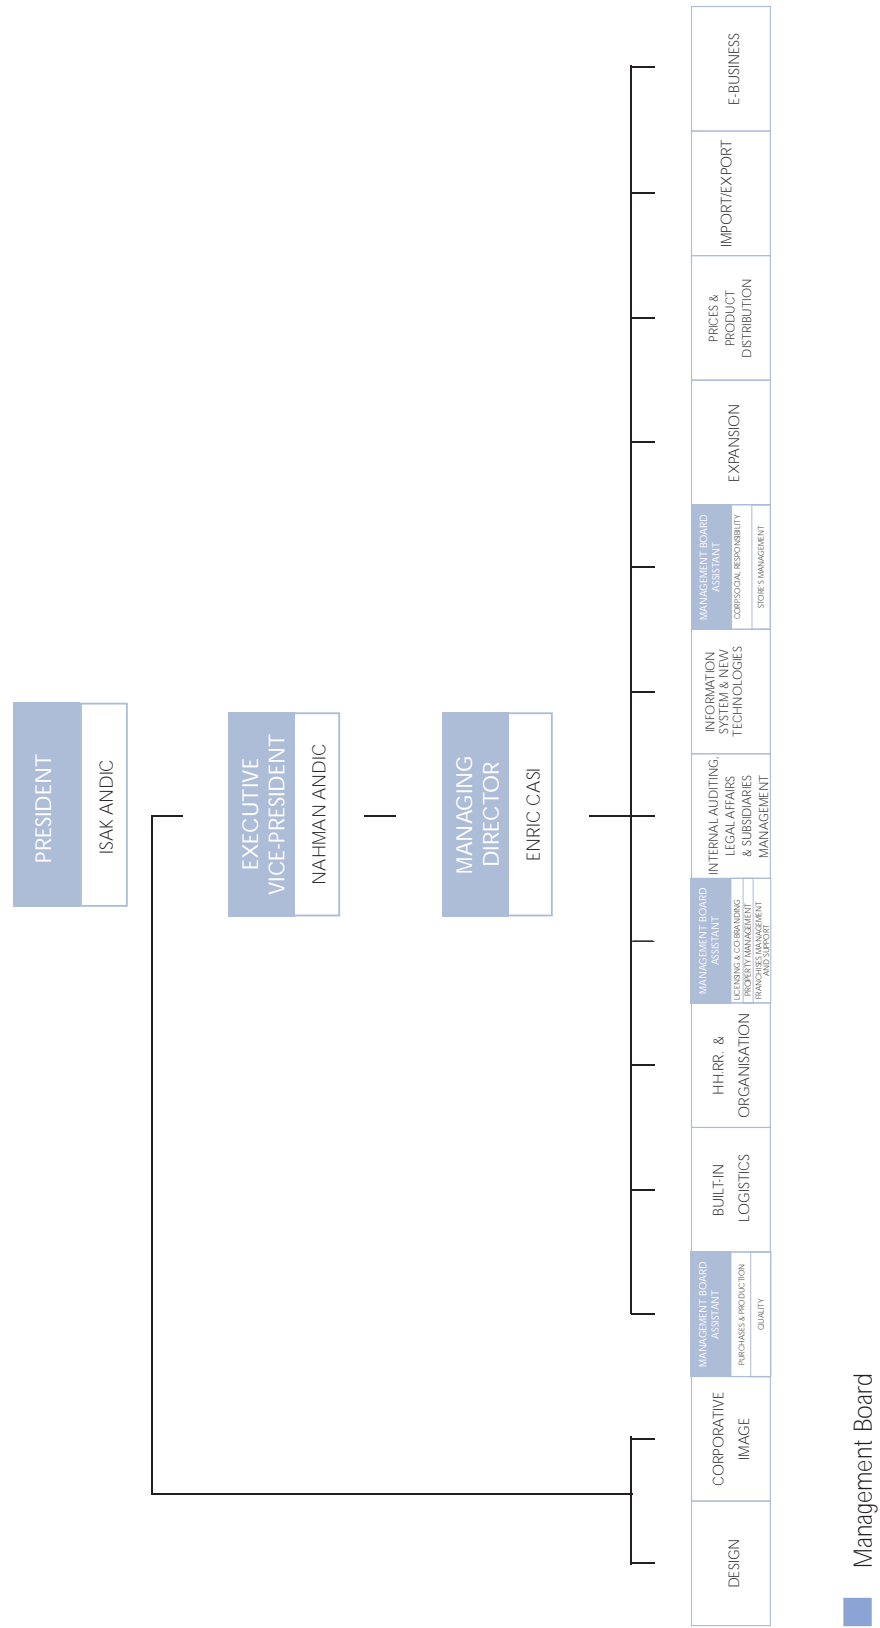 PRESIDENT
ISAK ANDIC
EXECUTIVE
VICE-PRESIDENT
NAHMAN ANDIC
MANAGING
DIRECTOR
ENRIC CASI
DESIGN
CORPORATIVE
IMAGE
MANAGEMENT BOARD
ASSISTANT
PURCHASES & PRODUCTION
QUALITY
BUILT-IN
LOGISTICS
HH.RR. &
ORGANISATION
MANAGEMENT BOARD
ASSISTANT
LICENSING & CO-BRANDING
PROPERTY MANAGEMENT
FRANCHISES MANAGEMENT
AND SUPPORT
INTERNAL AUDITING,
LEGAL AFFAIRS
& SUBSIDIARIES
MANAGEMENT
INFORMATION
SYSTEM & NEW
TECHNOLOGIES
MANAGEMENT BOARD
ASSISTANT
CORP.SOCIAL RESPONSIBILITY
STORE'S MANAGEMENT
EXPANSION
PRICES &
PRODUCT
DISTRIBUTION
IMPORT/EXPORT
E-BUSINESS
Management Board